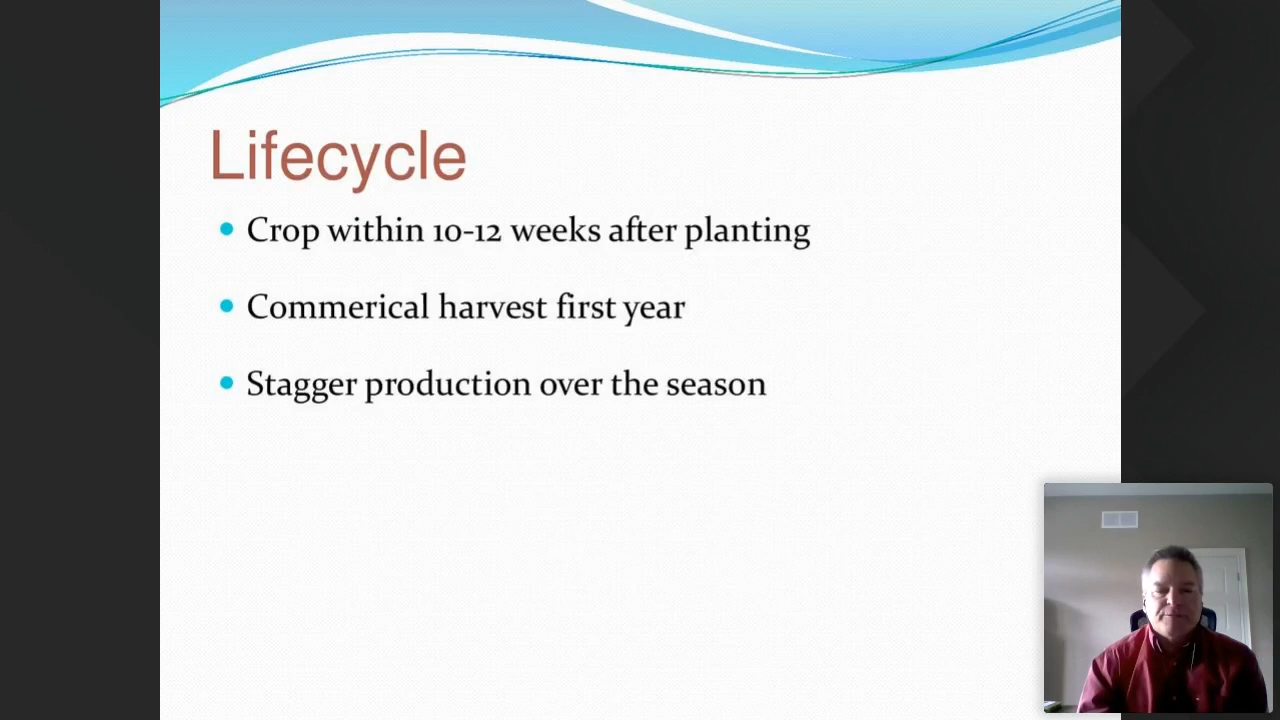 Lifecycle
Crop within 10-12 weeks after planting
Commerical harvest first year
Stagger production over the season